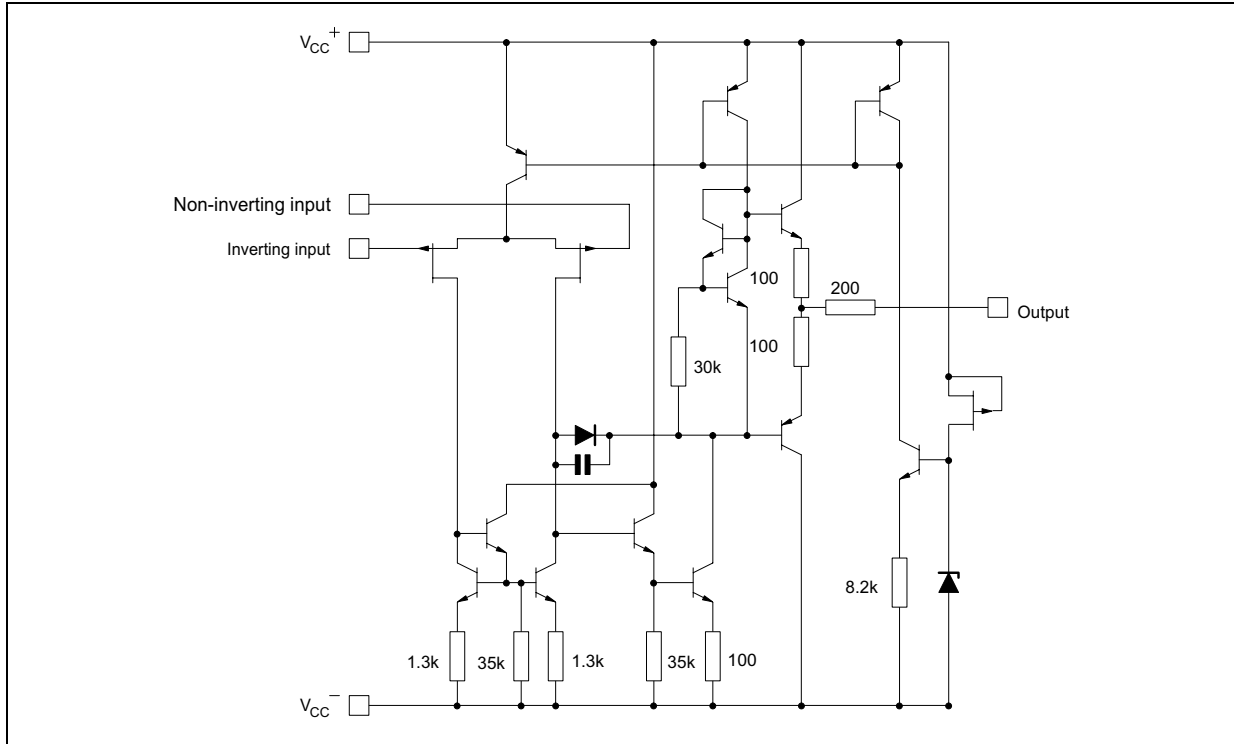 VCC+
Non-inverting input
Inverting input
100
200
Output
100
30k
8.2k
1.3k
35k
1.3k
35k
100
VCC−